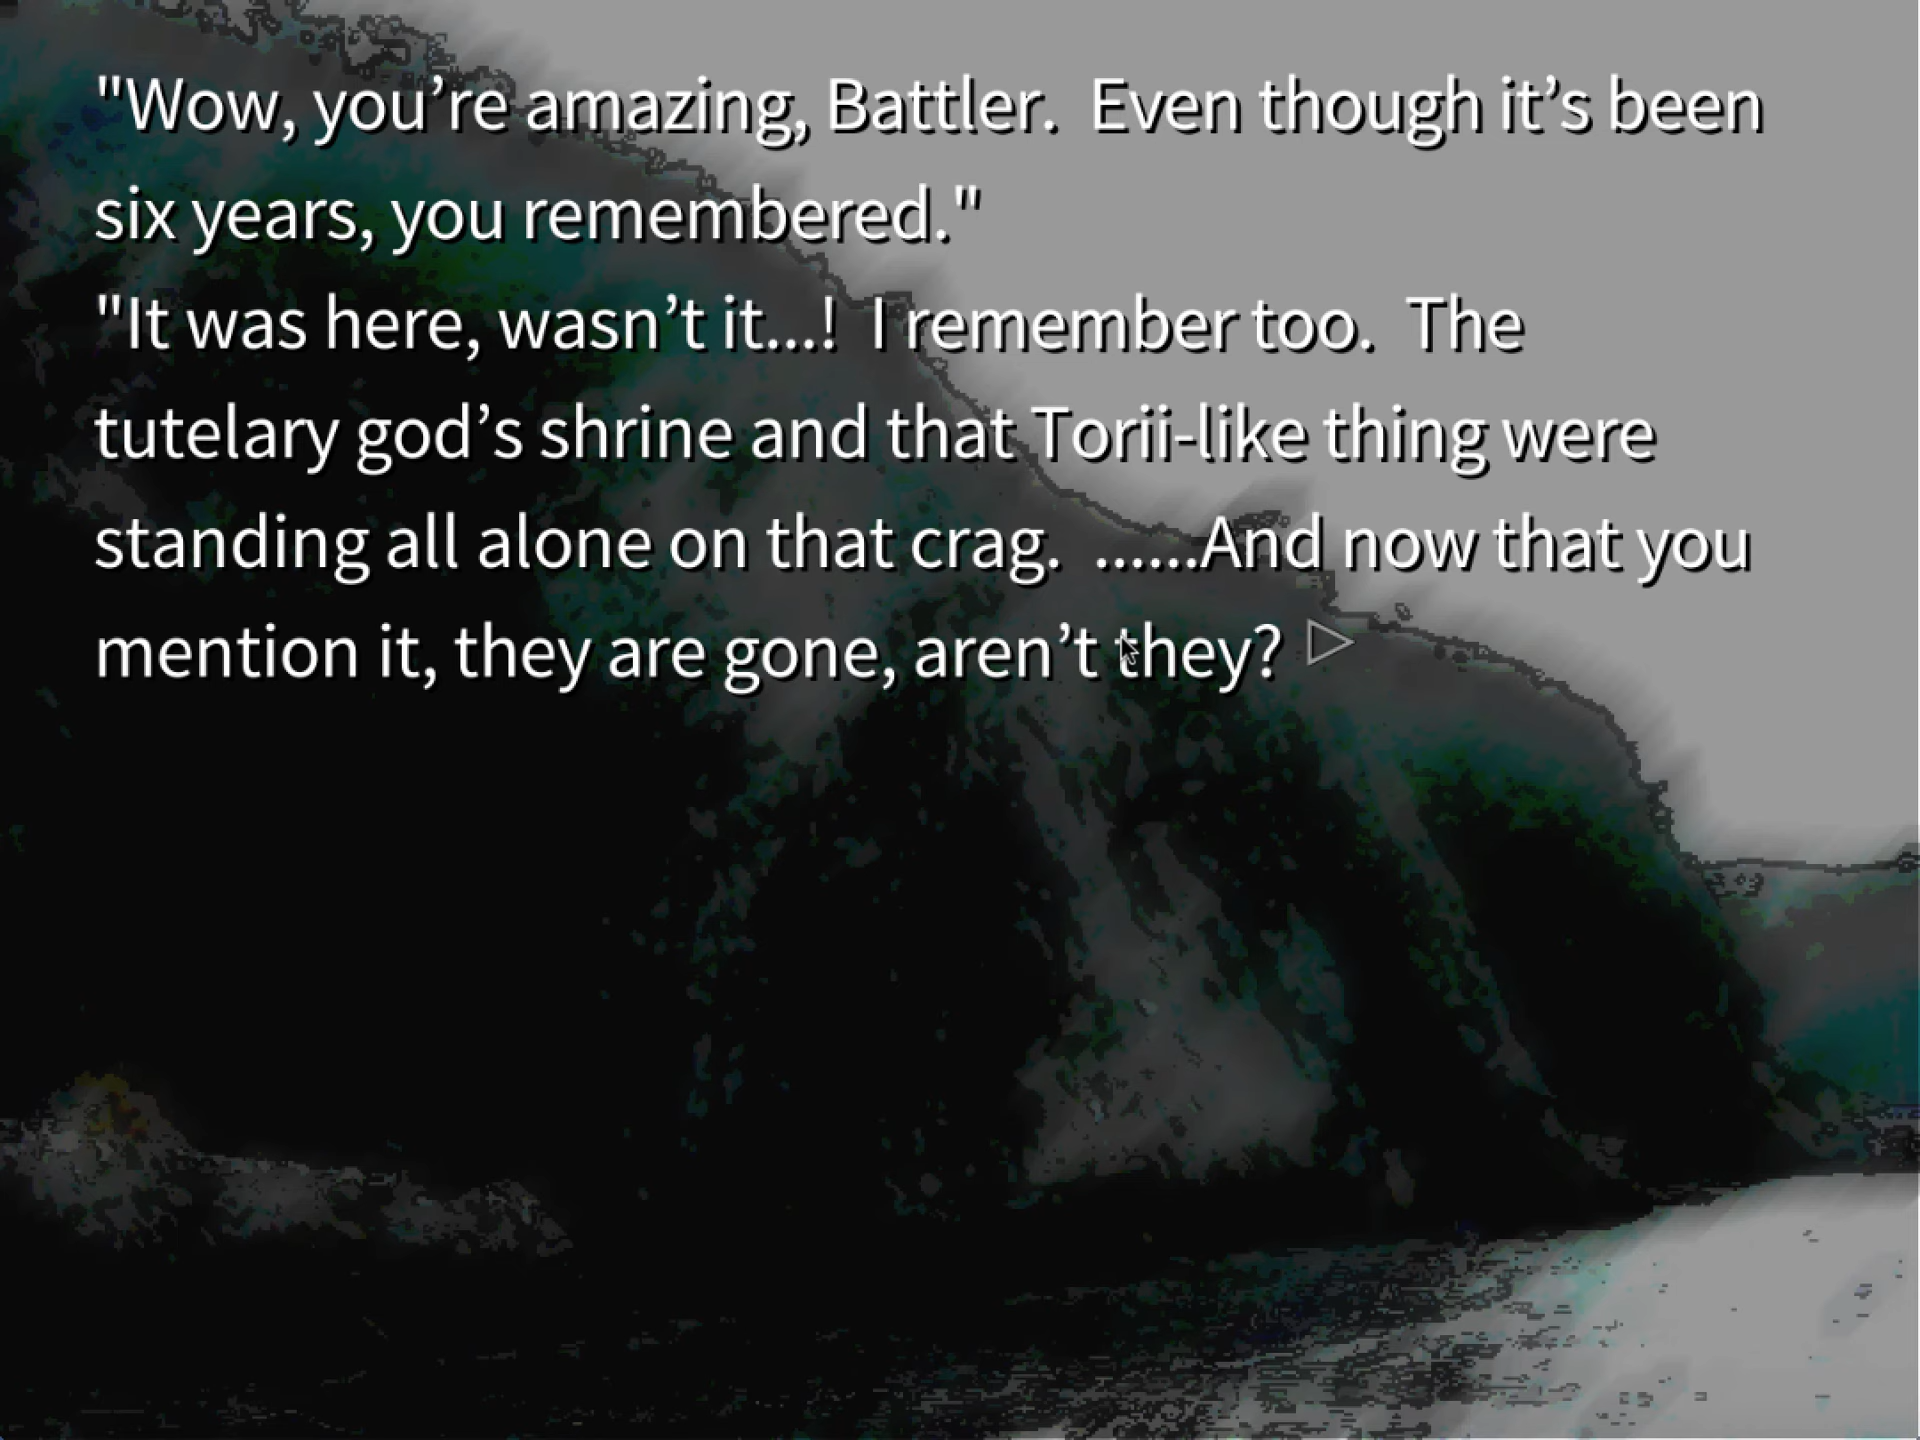 "Wow, you’re amazing, Battler.  Even though it’s been
six years, you remembered."
"It was here, wasn’t it...!  I remember too.  The
tutelary god’s shrine and that Torii-like thing were
standing all alone on that crag.  ......And now that you
mention it, they are gone, aren’t they?